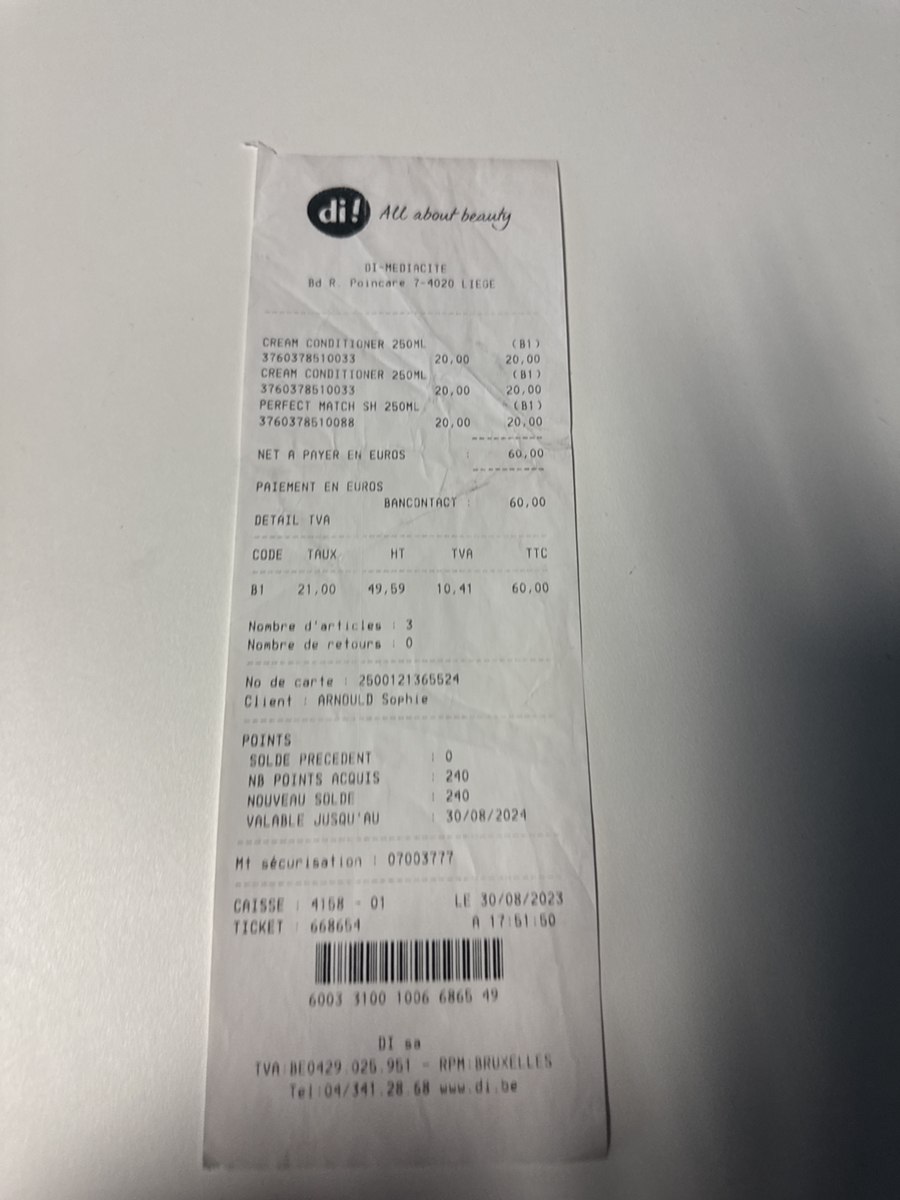 di! All about beauty
DI-MEDIACITE
Bd R. Poincare 7-4020 LIEGE
CREAM CONDITIONER 250ML (B1)
3760378510033 20,00 20,00
CREAM CONDITIONER 250ML (B1)
3760378510033 20,00 20,00
PERFECT MATCH SH 250ML (B1)
3760378510088 20,00 20,00
NET A PAYER EN EUROS : 60,00
PAIEMENT EN EUROS
BANCONTACT : 60,00
DETAIL TVA
CODE TAUX HT TVA TTC
B1 21,00 49,59 10,41 60,00
Nombre d'articles : 3
Nombre de retours : 0
No de carte : 2500121365524
Client : ARNOULD Sophie
POINTS
SOLDE PRECEDENT : 0
NB POINTS ACQUIS : 240
NOUVEAU SOLDE : 240
VALABLE JUSQU'AU : 30/08/2024
Mt sécurisation : 07003777
CAISSE : 4158 - 01 LE 30/08/2023
TICKET : 668654 A 17:51:50
6003 3100 1006 6865 49
DI sa
TVA:BE0429.025.951 - RPM:BRUXELLES
Tel:04/341.28.68 www.di.be